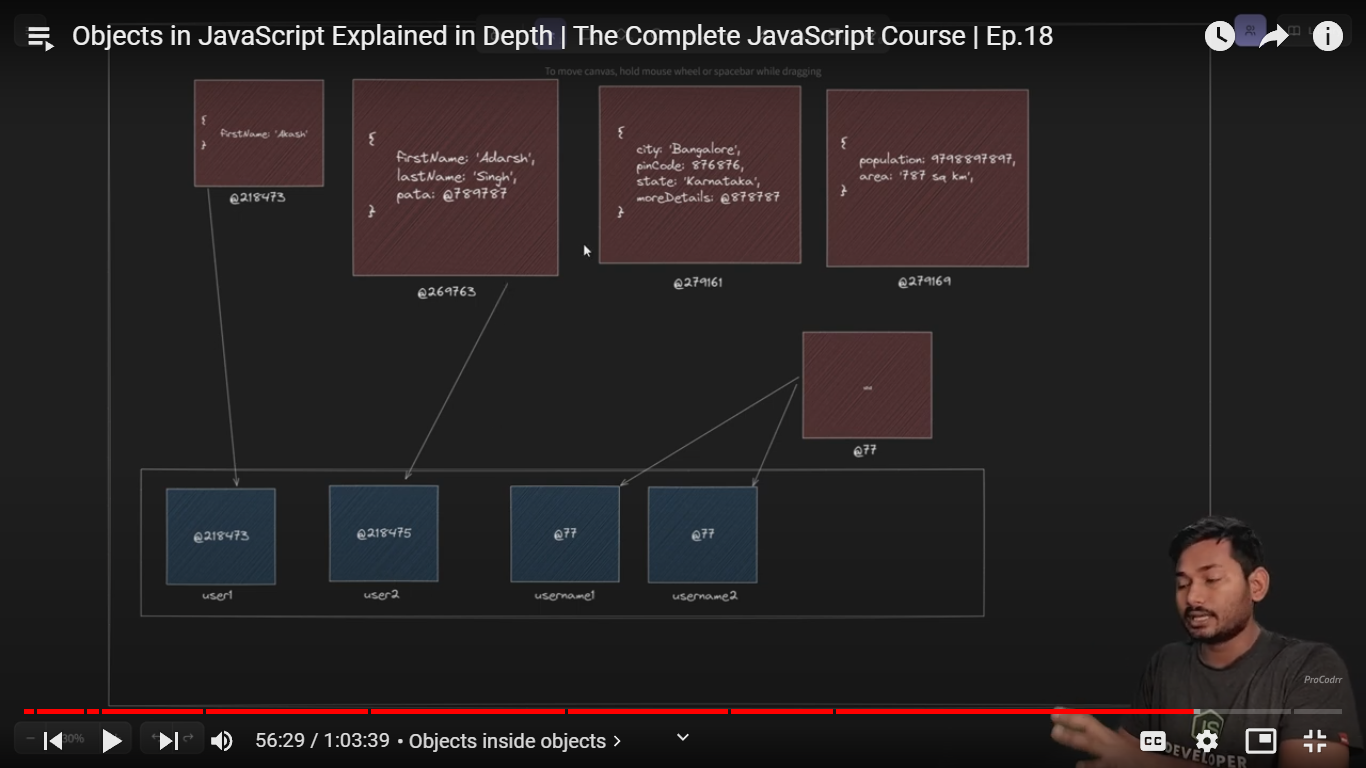 Objects in JavaScript Explained in Depth | The Complete JavaScript Course | Ep.18
To move canvas, hold mouse wheel or spacebar while dragging
{
firstName: 'Akash'
}
@218473
{
firstName: 'Adarsh',
lastName: 'Singh',
pata: @789787
}
@269763
{
city: 'Bangalore',
pinCode: 876876,
state: 'Karnataka',
moreDetails: @878787
}
@279161
{
population: 9798897897,
area: '787 sq km',
}
@279169
@77
@218473
@218475
@77
@77
user1
user2
username1
username2
ProCodrr
JS
DEVELOPER
30%
56:29 / 1:03:39 • Objects inside objects >
CC